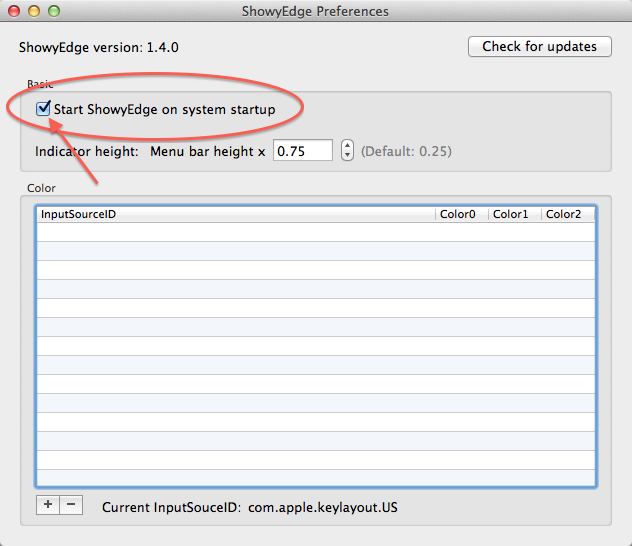 ShowyEdge Preferences
ShowyEdge version: 1.4.0
Check for updates
Basic
Start ShowyEdge on system startup
Indicator height: Menu bar height x 0.75 (Default: 0.25)
Color
InputSourceID Color0 Color1 Color2
+ − Current InputSouceID: com.apple.keylayout.US